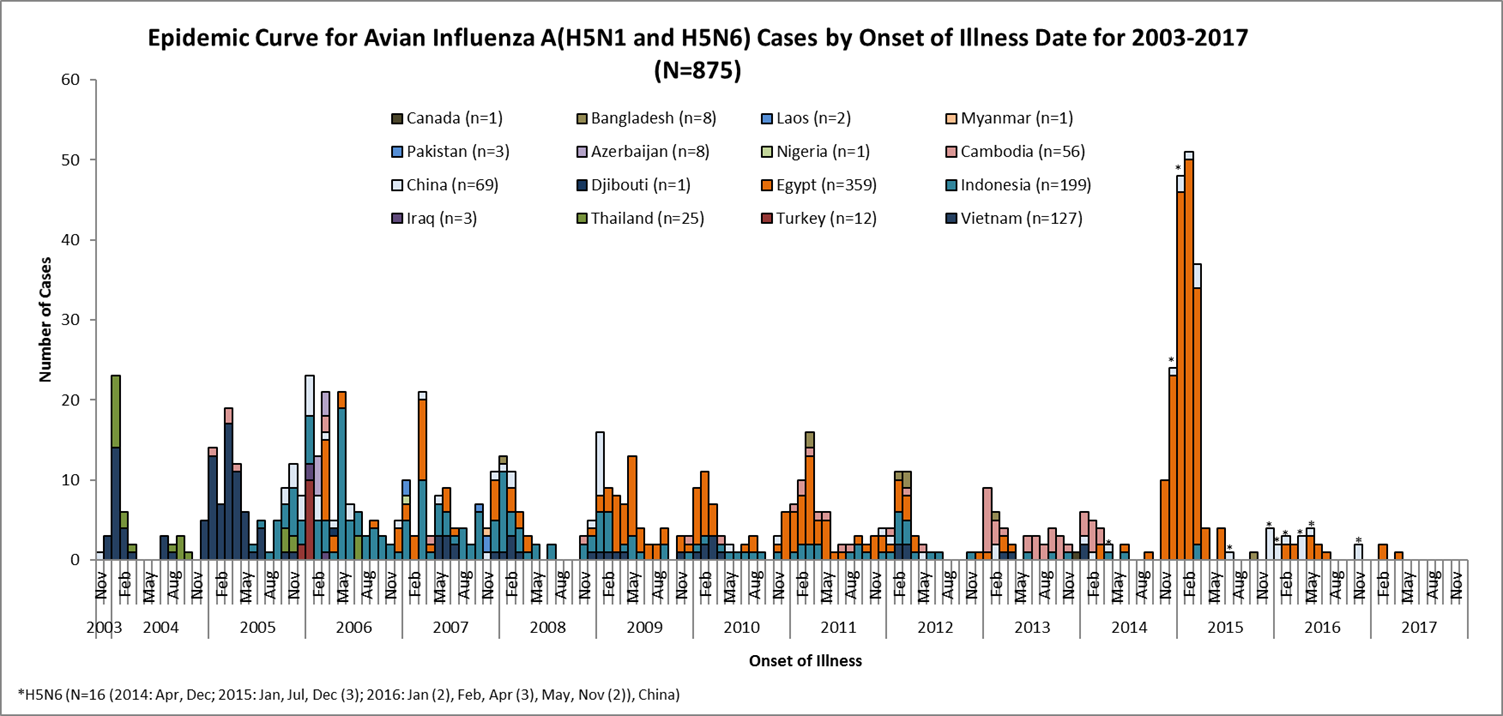 Epidemic Curve for Avian Influenza A(H5N1 and H5N6) Cases by Onset of Illness Date for 2003-2017
(N=875)
60
50
40
30
20
10
0
Number of Cases
Canada (n=1) Bangladesh (n=8) Laos (n=2) Myanmar (n=1)
Pakistan (n=3) Azerbaijan (n=8) Nigeria (n=1) Cambodia (n=56)
China (n=69) Djibouti (n=1) Egypt (n=359) Indonesia (n=199)
Iraq (n=3) Thailand (n=25) Turkey (n=12) Vietnam (n=127)
* * * * * * * * * * *
Nov Feb May Aug Nov Feb May Aug Nov Feb May Aug Nov Feb May Aug Nov Feb May Aug Nov Feb May Aug Nov Feb May Aug Nov Feb May Aug Nov Feb May Aug Nov Feb May Aug Nov Feb May Aug Nov Feb May Aug Nov Feb May Aug Nov Feb May Aug Nov
2003 2004 2005 2006 2007 2008 2009 2010 2011 2012 2013 2014 2015 2016 2017
Onset of Illness
*H5N6 (N=16 (2014: Apr, Dec; 2015: Jan, Jul, Dec (3); 2016: Jan (2), Feb, Apr (3), May, Nov (2)), China)